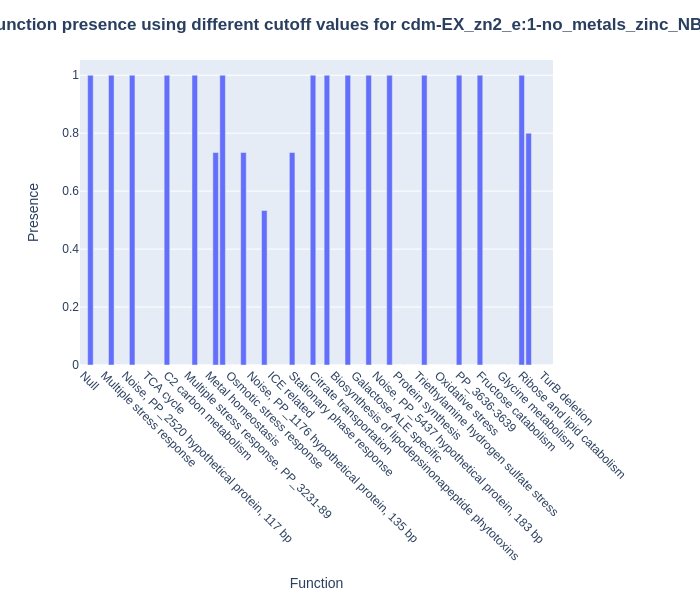 unction presence using different cutoff values for cdm-EX_zn2_e:1-no_metals_zinc_NB
1
0.8
0.6
0.4
0.2
0
Presence
Null
Multiple stress response
Noise, PP_2520 hypothetical protein, 117 bp
TCA cycle
C2 carbon metabolism
Multiple stress response, PP_3231-89
Metal homeostasis
Osmotic stress response
Noise, PP_1176 hypothetical protein, 135 bp
ICE related
Stationary phase response
Citrate transportation
Biosynthesis of lipodepsinonapeptide phytotoxins
Galactose ALE specific
Noise, PP_5437 hypothetical protein, 183 bp
Protein synthesis
Triethylamine hydrogen sulfate stress
Oxidative stress
PP_3636-3639
Fructose catabolism
Glycine metabolism
Ribose and lipid catabolism
TurB deletion
Function